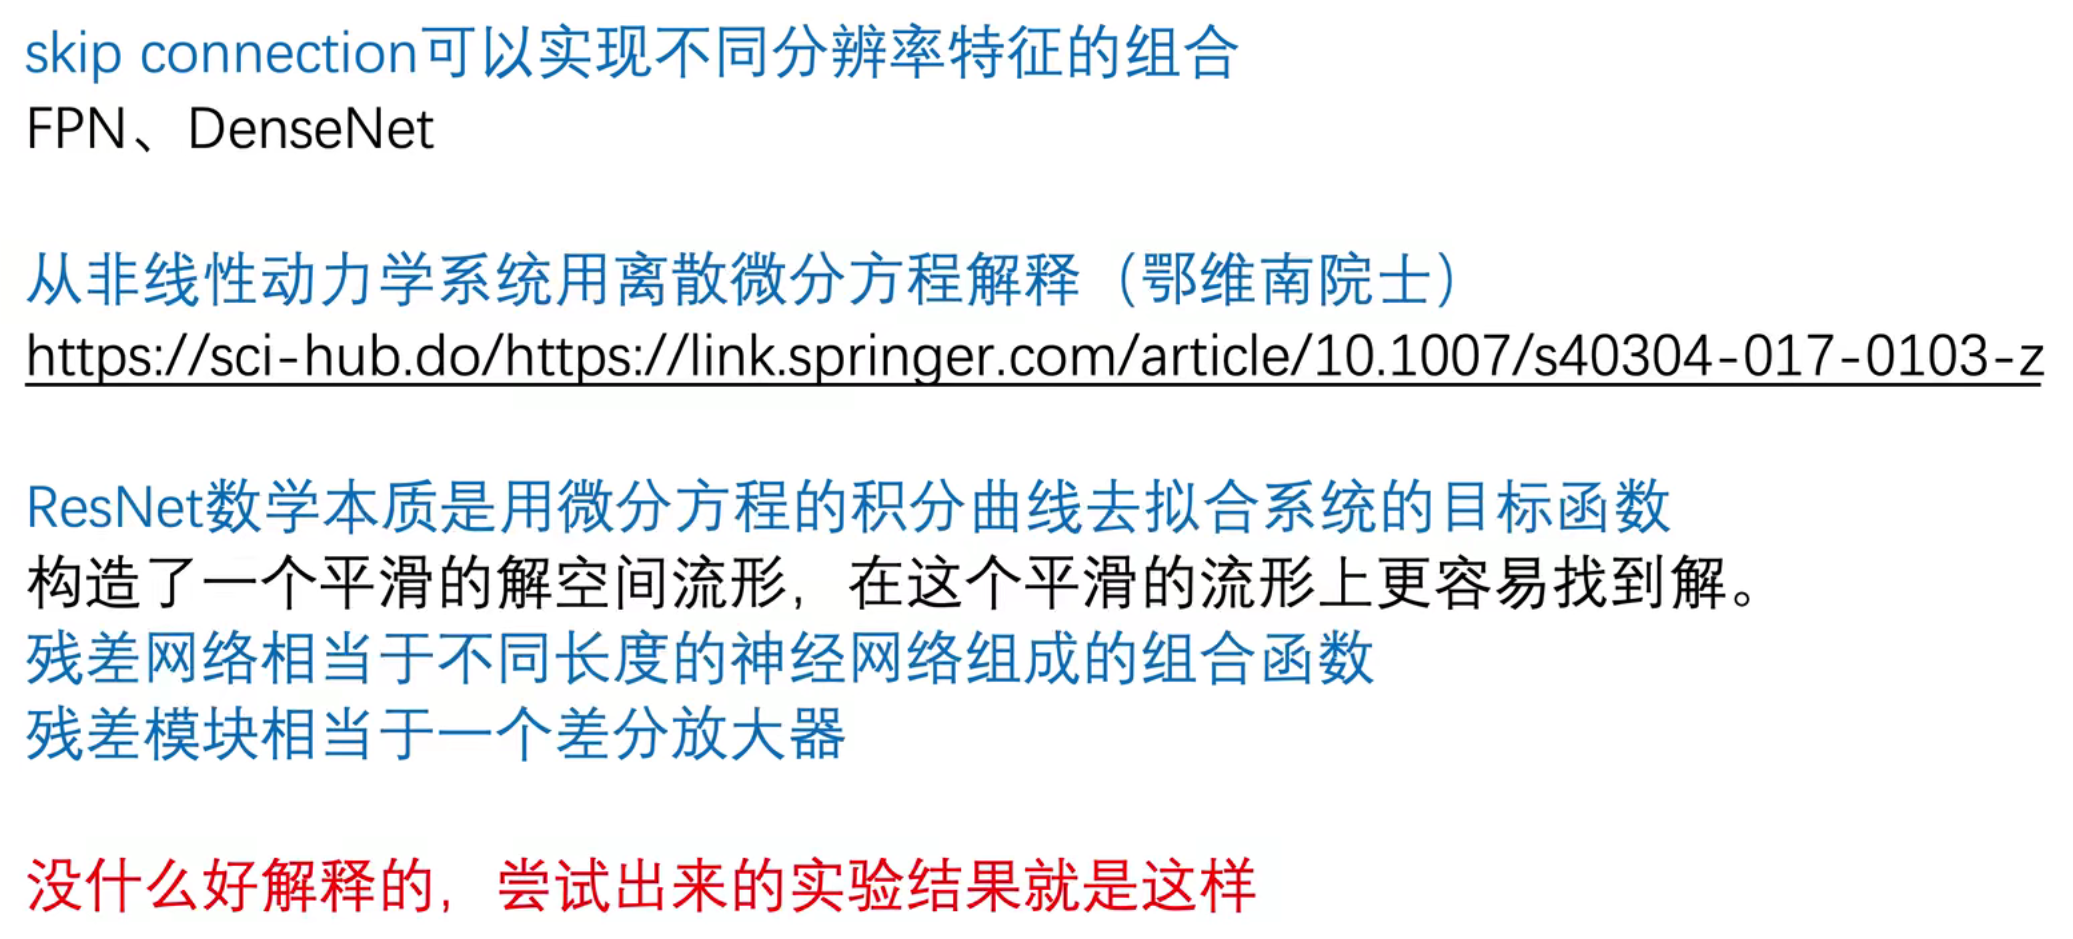 skip connection可以实现不同分辨率特征的组合
FPN、DenseNet
从非线性动力学系统用离散微分方程解释（鄂维南院士）
https://sci-hub.do/https://link.springer.com/article/10.1007/s40304-017-0103-z
ResNet数学本质是用微分方程的积分曲线去拟合系统的目标函数
构造了一个平滑的解空间流形，在这个平滑的流形上更容易找到解。
残差网络相当于不同长度的神经网络组成的组合函数
残差模块相当于一个差分放大器
没什么好解释的，尝试出来的实验结果就是这样